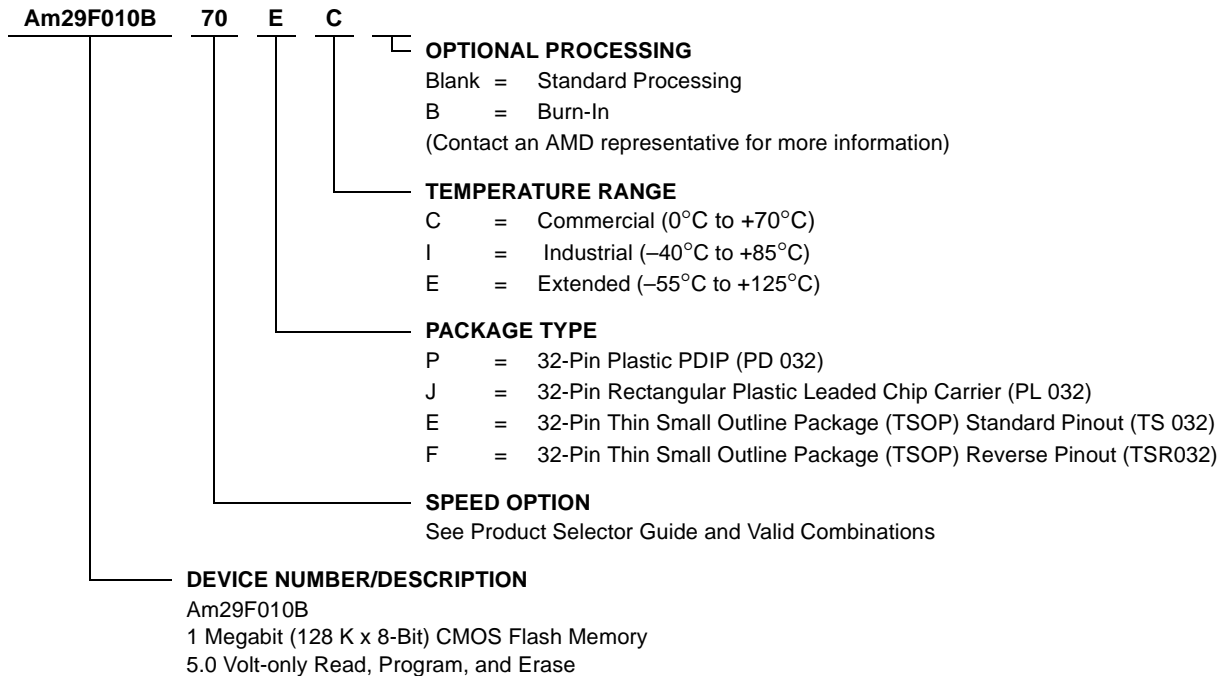 Am29F010B 70 E C
OPTIONAL PROCESSING
Blank = Standard Processing
B = Burn-In
(Contact an AMD representative for more information)
TEMPERATURE RANGE
C = Commercial (0°C to +70°C)
I = Industrial (–40°C to +85°C)
E = Extended (–55°C to +125°C)
PACKAGE TYPE
P = 32-Pin Plastic PDIP (PD 032)
J = 32-Pin Rectangular Plastic Leaded Chip Carrier (PL 032)
E = 32-Pin Thin Small Outline Package (TSOP) Standard Pinout (TS 032)
F = 32-Pin Thin Small Outline Package (TSOP) Reverse Pinout (TSR032)
SPEED OPTION
See Product Selector Guide and Valid Combinations
DEVICE NUMBER/DESCRIPTION
Am29F010B
1 Megabit (128 K x 8-Bit) CMOS Flash Memory
5.0 Volt-only Read, Program, and Erase